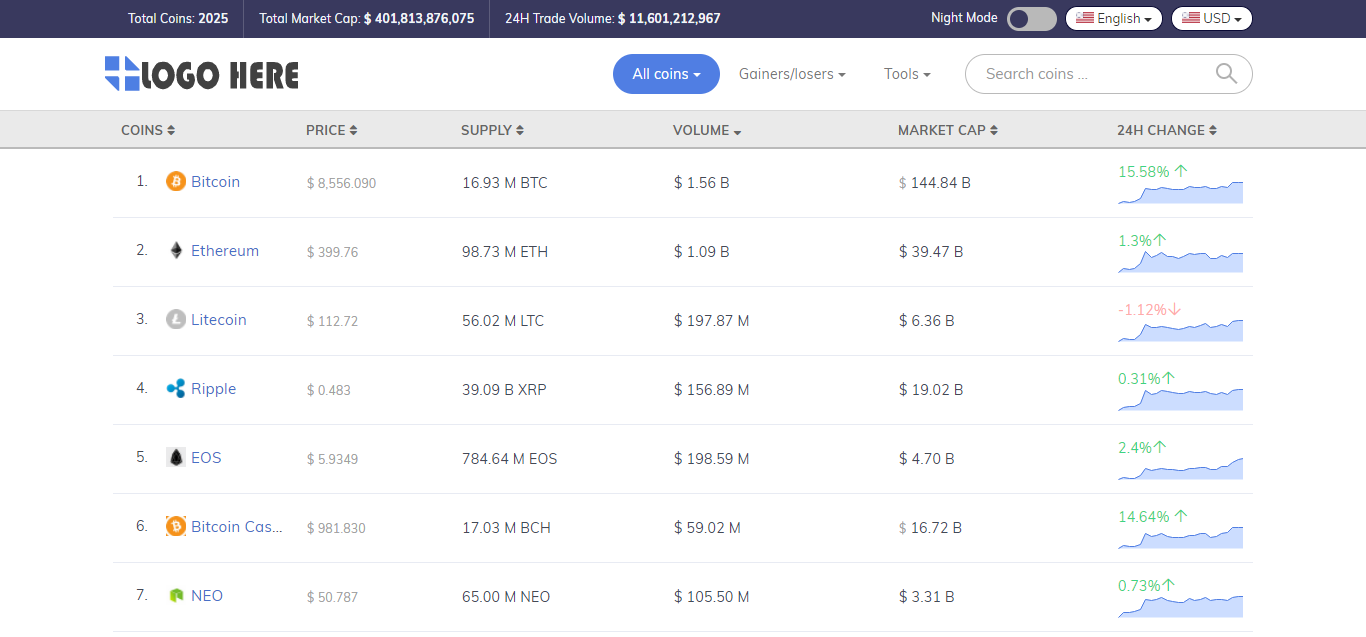 Total Coins: 2025 Total Market Cap: $ 401,813,876,075 24H Trade Volume: $ 11,601,212,967 Night Mode English USD
LOGO HERE All coins Gainers/losers Tools Search coins ...
COINS PRICE SUPPLY VOLUME MARKET CAP 24H CHANGE
1. Bitcoin $ 8,556.090 16.93 M BTC $ 1.56 B $ 144.84 B 15.58%
2. Ethereum $ 399.76 98.73 M ETH $ 1.09 B $ 39.47 B 1.3%
3. Litecoin $ 112.72 56.02 M LTC $ 197.87 M $ 6.36 B -1.12%
4. Ripple $ 0.483 39.09 B XRP $ 156.89 M $ 19.02 B 0.31%
5. EOS $ 5.9349 784.64 M EOS $ 198.59 M $ 4.70 B 2.4%
6. Bitcoin Cas... $ 981.830 17.03 M BCH $ 59.02 M $ 16.72 B 14.64%
7. NEO $ 50.787 65.00 M NEO $ 105.50 M $ 3.31 B 0.73%